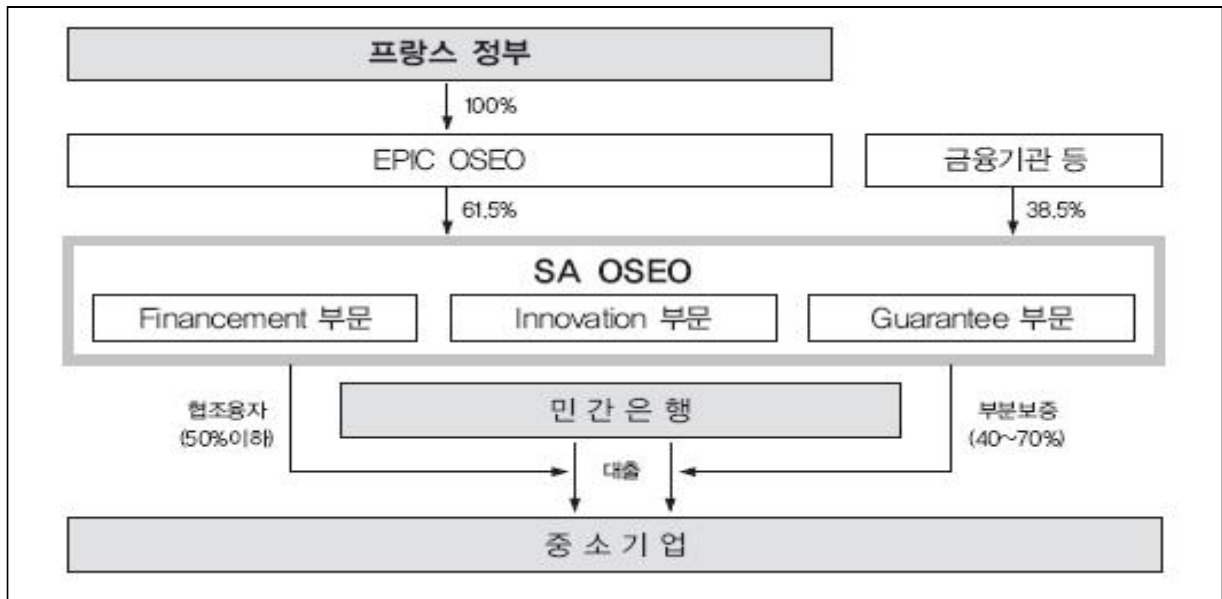 프랑스 정부
100%
EPIC OSEO
금융기관 등
61.5%
38.5%
SA OSEO
Financement 부문
Innovation 부문
Guarantee 부문
협조융자
(50%이하)
민간은행
부분보증
(40~70%)
대출
중소기업